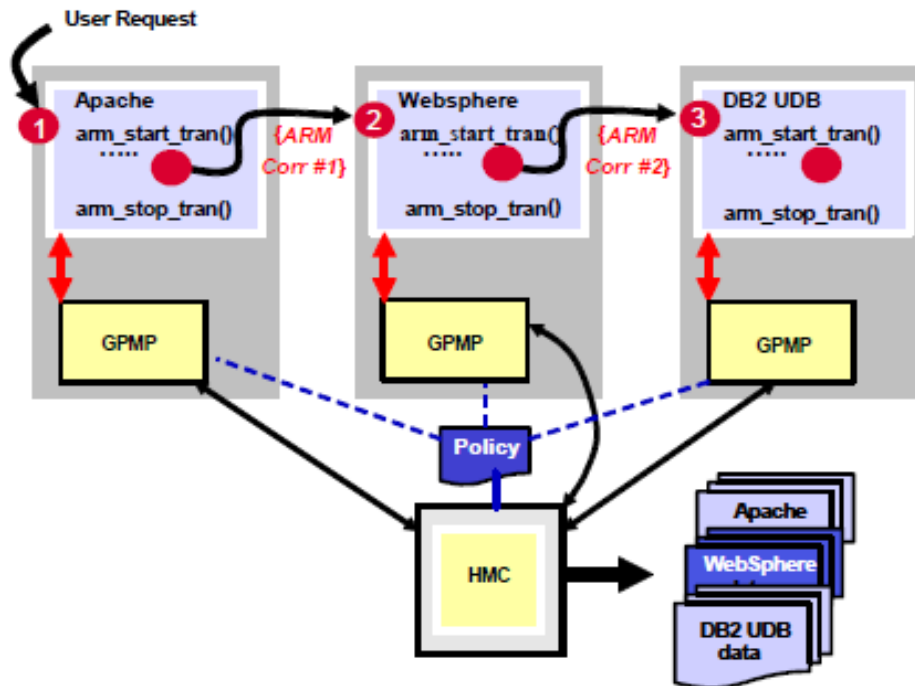 User Request
1
Apache
arm_start_tran()
.....
arm_stop_tran()
{ARM
Corr #1}
2
Websphere
arm_start_tran()
.....
arm_stop_tran()
{ARM
Corr #2}
3
DB2 UDB
arm_start_tran()
.....
arm_stop_tran()
GPMP
GPMP
GPMP
Policy
HMC
Apache
WebSphere
DB2 UDB
data